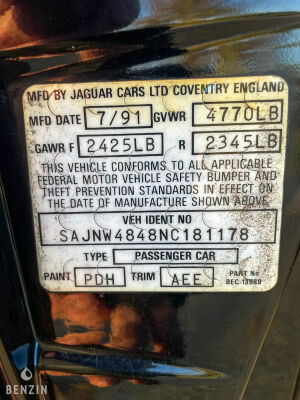 MFD BY JAGUAR CARS LTD COVENTRY ENGLAND
MFD DATE 7/91 GVWR 4770LB
GAWR F 2425LB R 2345LB
THIS VEHICLE CONFORMS TO ALL APPLICABLE
FEDERAL MOTOR VEHICLE SAFETY BUMPER AND
THEFT PREVENTION STANDARDS IN EFFECT ON
THE DATE OF MANUFACTURE SHOWN ABOVE.
VEH IDENT NO
SAJNW4848NC181178
TYPE PASSENGER CAR
PAINT PDH TRIM AEE PART No
BEC 13989
BENZIN